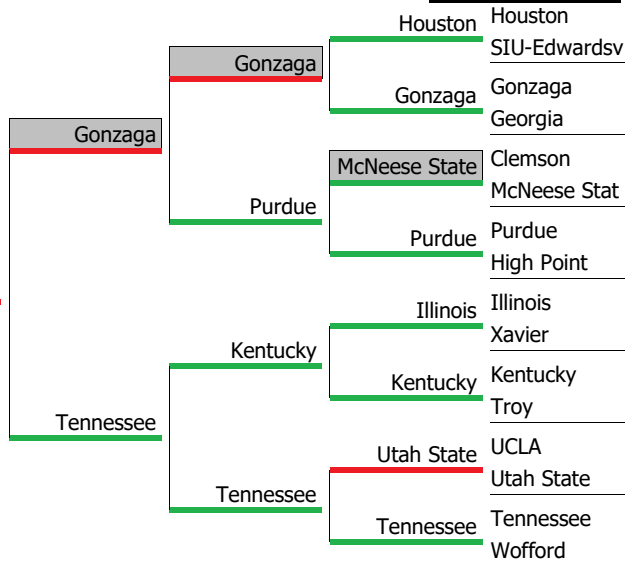 Houston
Houston
SIU-Edwardsv
Gonzaga
Gonzaga
Gonzaga
Georgia
Gonzaga
McNeese State
Clemson
McNeese Stat
Purdue
Purdue
Purdue
High Point
Illinois
Illinois
Xavier
Kentucky
Kentucky
Kentucky
Troy
Tennessee
Utah State
UCLA
Utah State
Tennessee
Tennessee
Tennessee
Wofford